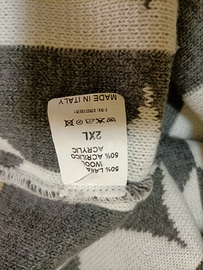 50% LANA
WOOL
50% ACRILICO
ACRYLIC
2XL
MADE IN ITALY